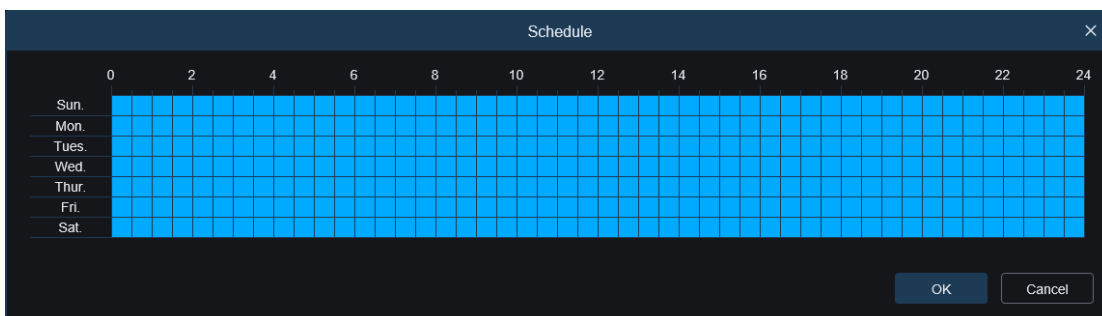 Schedule ×
0 2 4 6 8 10 12 14 16 18 20 22 24
Sun.
Mon.
Tues.
Wed.
Thur.
Fri.
Sat.
OK Cancel